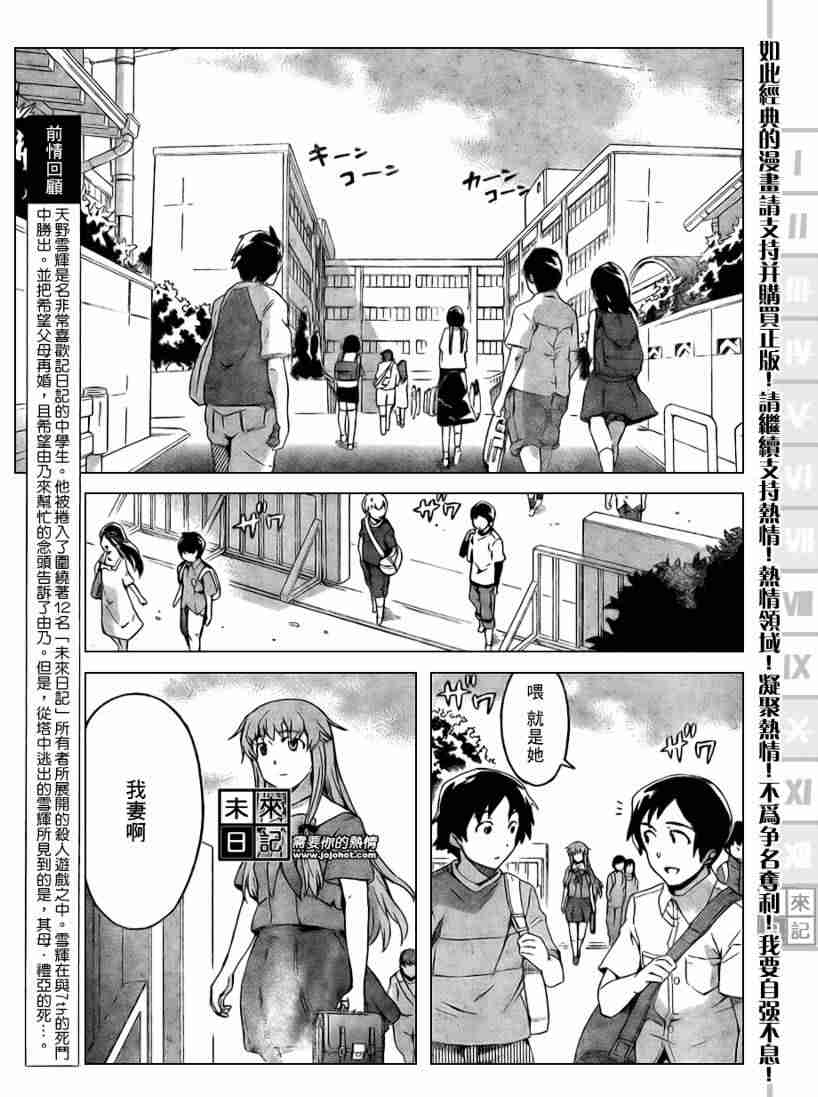 如此經典的漫畫請支持并購買正版！請繼續支持熱情！熱情領域！凝聚熱情！不爲争名奪利！我要自强不息！
I
II
III
IV
V
VI
VII
VIII
IX
X
XI
XII
來記
キーン
コーン
カーン
コーン
前情回顧
天野雪輝是名非常喜歡記日記的中學生。他被捲入了圍繞著12名「未來日記」所有者所展開的殺人遊戲之中。雪輝在與7th的死鬥
中勝出。並把希望父母再婚，且希望由乃來幫忙的念頭告訴了由乃。但是，從塔中逃出的雪輝所見到的是，其母．禮亞的死…。
ザワ
ザワ
喂 就是她
ザワ
ザワ
我妻啊
未來
日記
需要你的熱情
www.jojohot.com